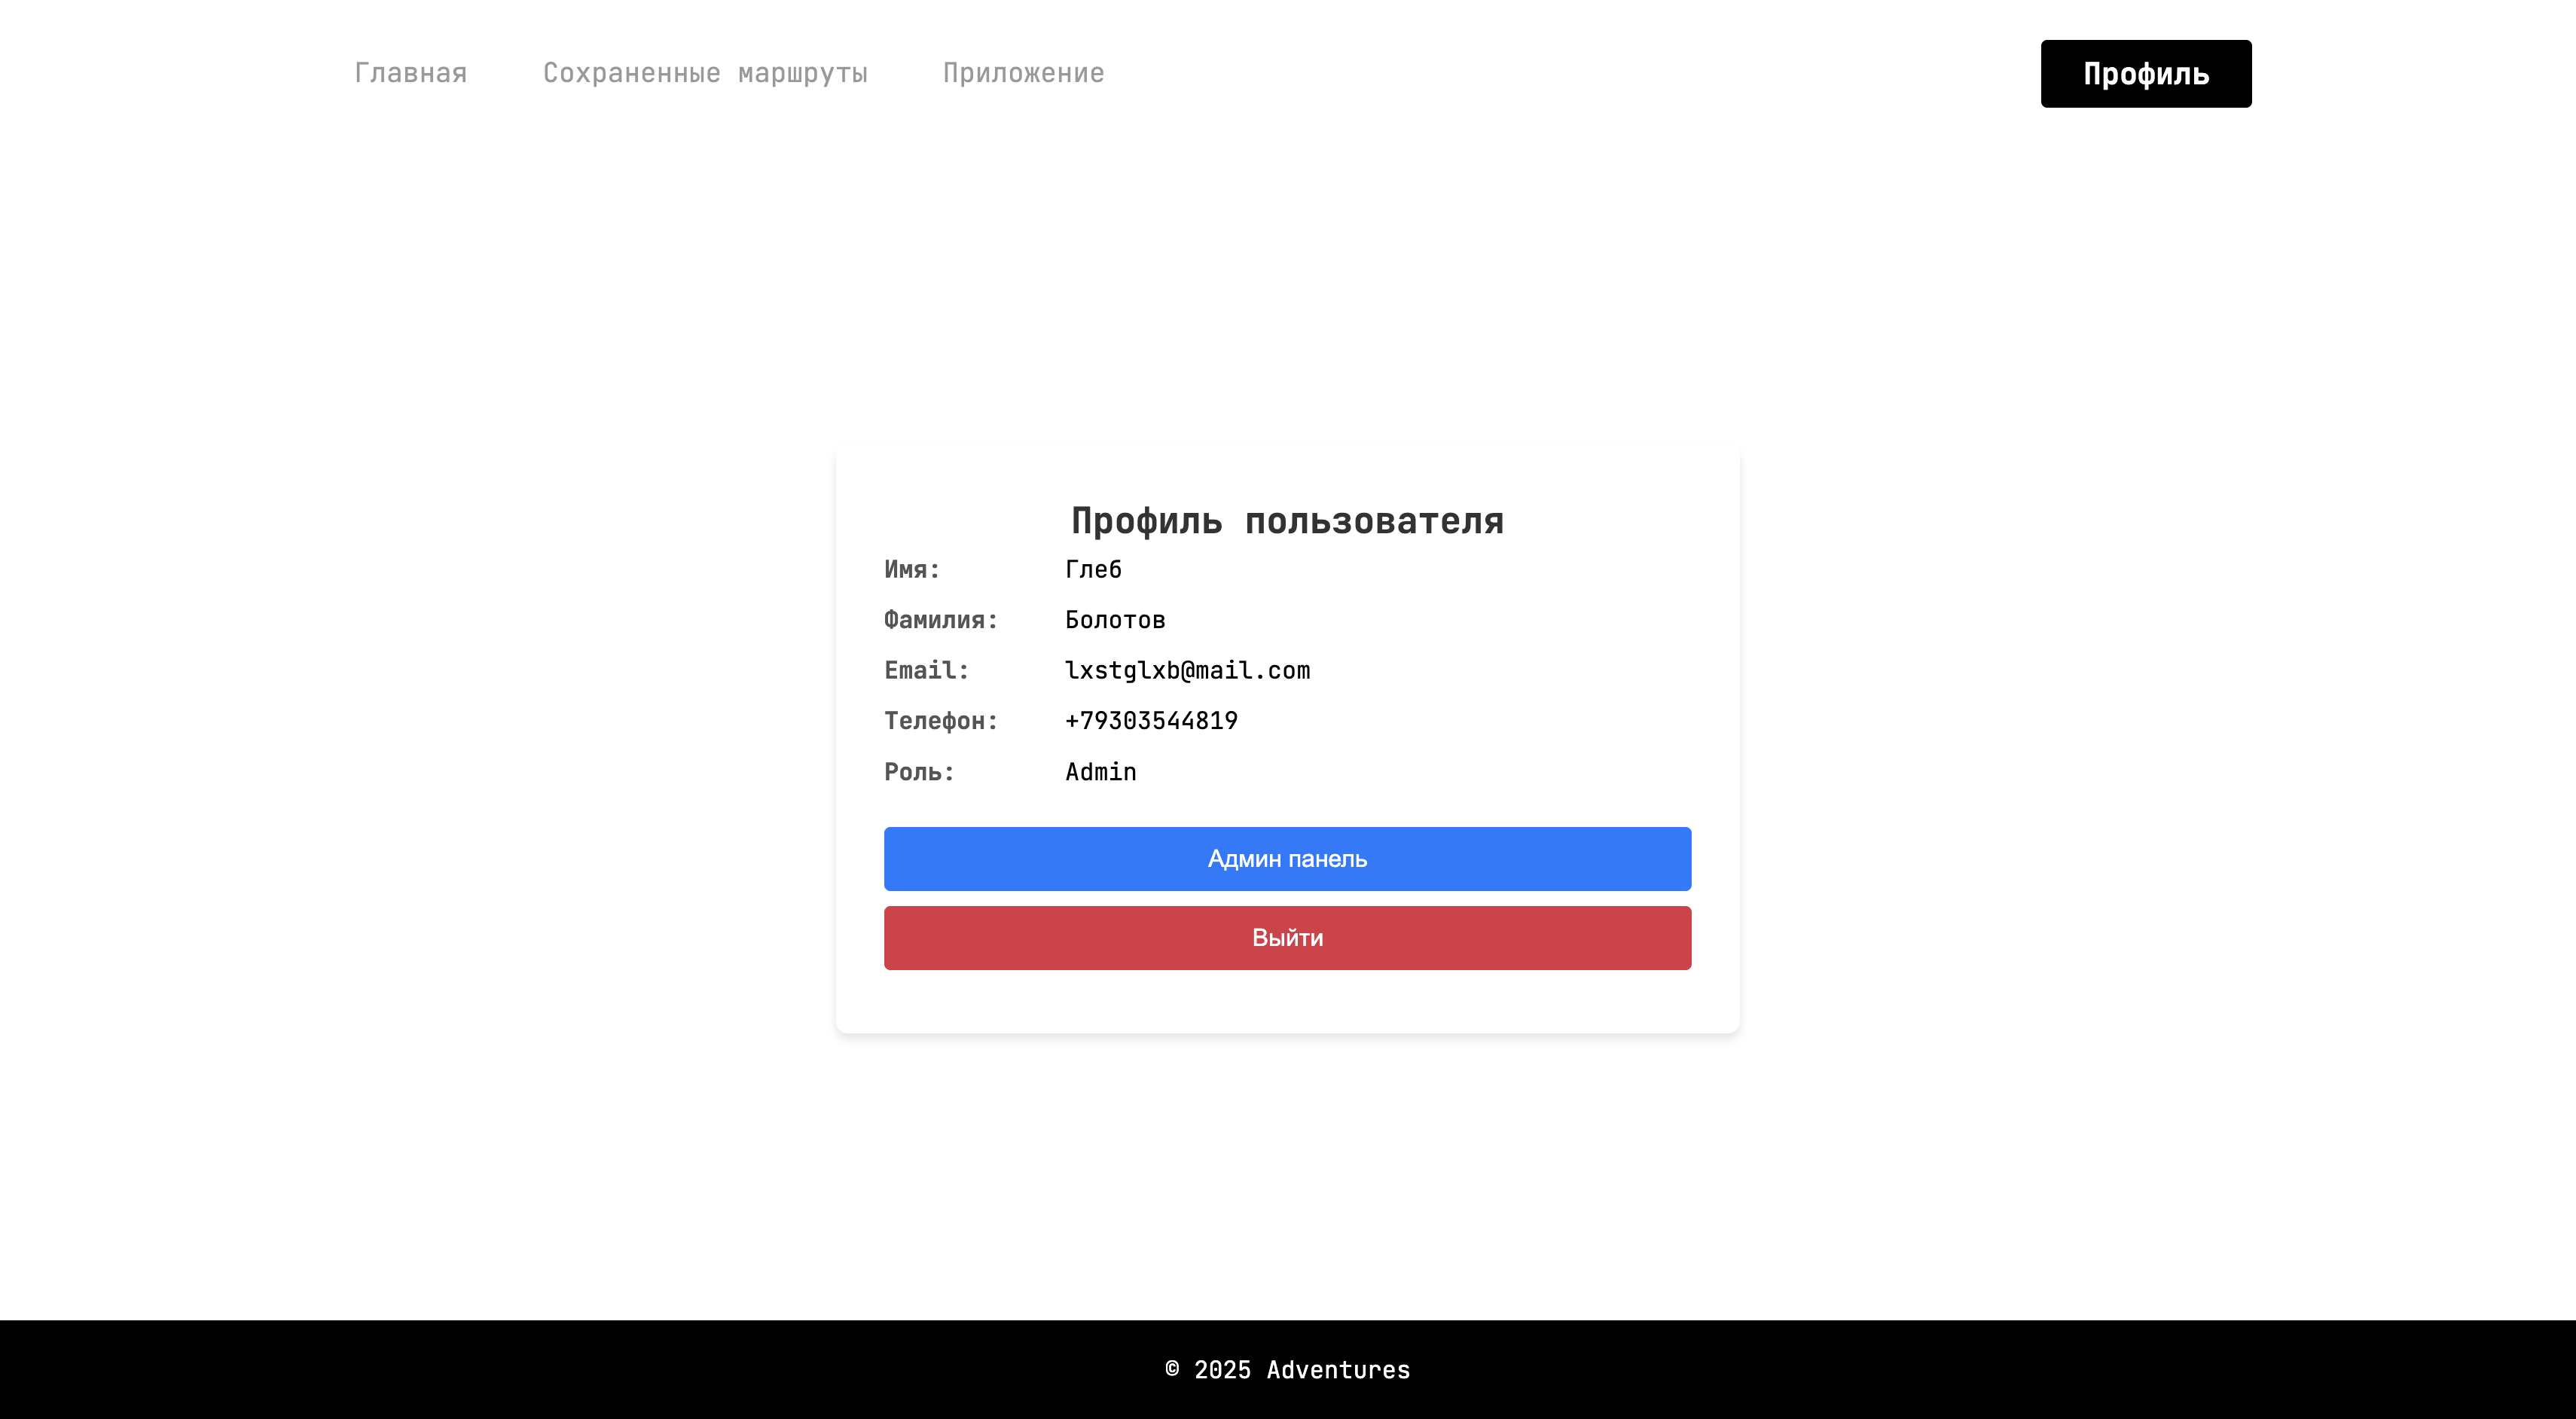 Главная Сохраненные маршруты Приложение Профиль
Профиль пользователя
Имя: Глеб
Фамилия: Болотов
Email: lxstglxb@mail.com
Телефон: +79303544819
Роль: Admin
Админ панель
Выйти
© 2025 Adventures